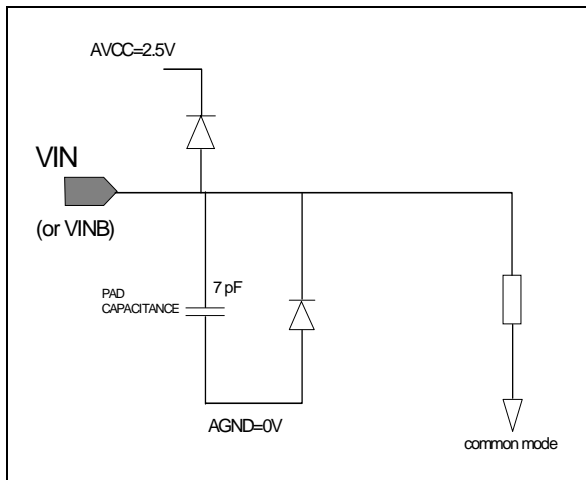 AVCC=2.5V
VIN
(or VINB)
7 pF
PAD
CAPACITANCE
AGND=0V
common mode